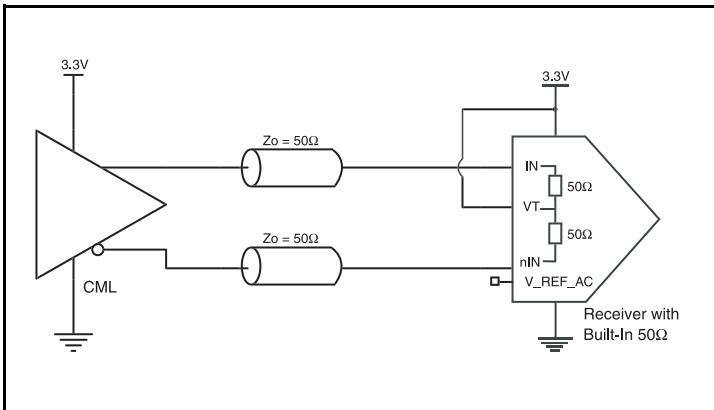 3.3V
3.3V
Zo = 50Ω
IN
50Ω
VT
50Ω
Zo = 50Ω
nIN
V_REF_AC
CML
Receiver with
Built-In 50Ω